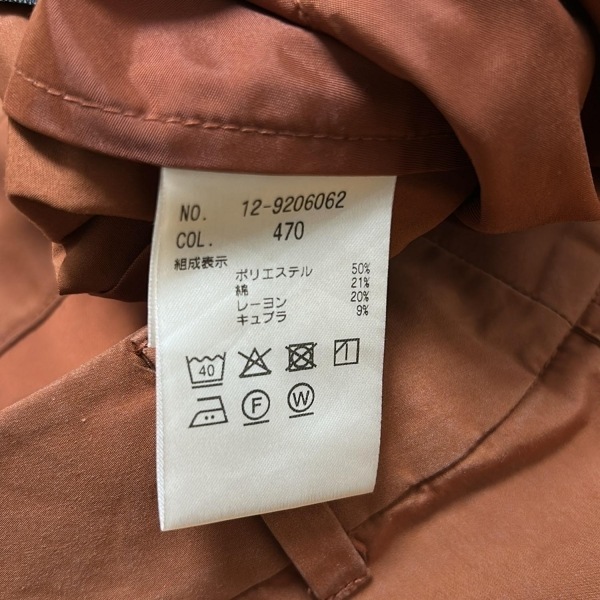 NO. 12-9206062
COL. 470
組成表示
ポリエステル 50%
綿 21%
レーヨン 20%
キュプラ 9%
40
F W